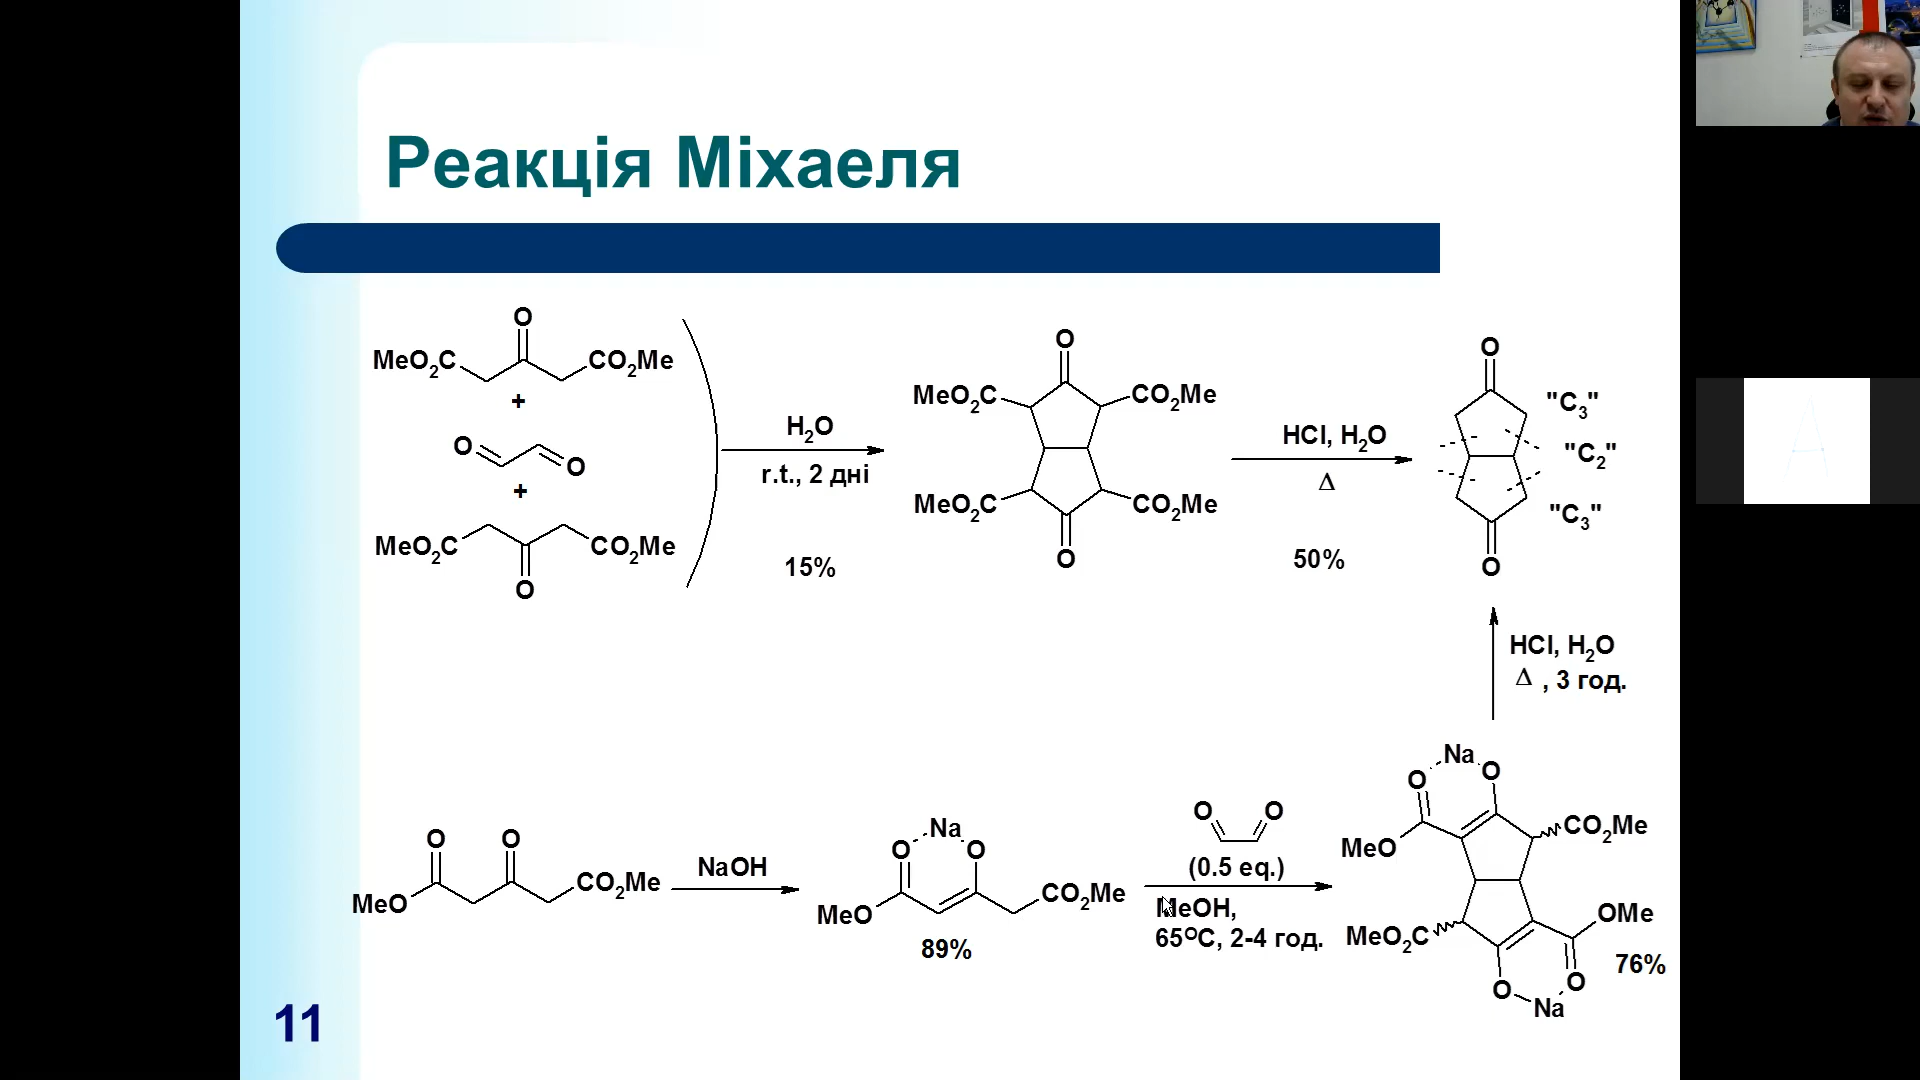 Реакція Міхаеля
O
MeO₂C CO₂Me
+
O O
+
MeO₂C CO₂Me
O
H₂O
r.t., 2 дні
15%
O
MeO₂C CO₂Me
MeO₂C CO₂Me
O
HCl, H₂O
Δ
50%
O
"C₃"
"C₂"
"C₃"
O
HCl, H₂O
Δ , 3 год.
O O
MeO CO₂Me
NaOH
Na
O O
MeO CO₂Me
89%
O O
(0.5 eq.)
MeOH,
65°C, 2-4 год.
Na
O O
MeO CO₂Me
MeO₂C OMe
O O
Na
76%
11